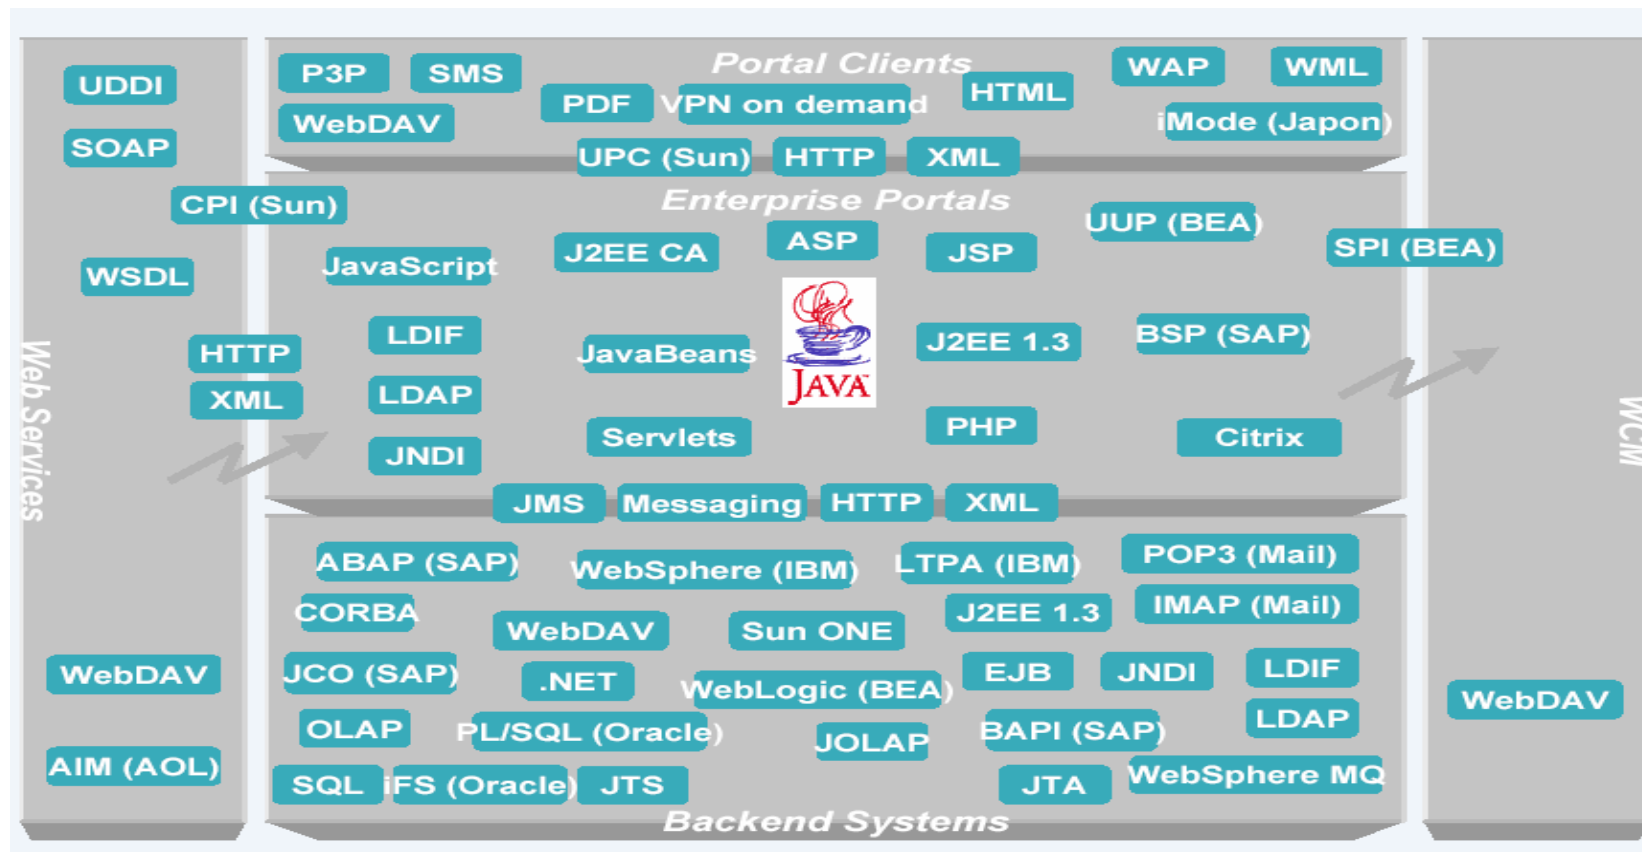 Web Services
UDDI
SOAP
CPI (Sun)
WSDL
HTTP
XML
WebDAV
AIM (AOL)
Portal Clients
P3P
SMS
WebDAV
PDF
VPN on demand
HTML
WAP
WML
iMode (Japon)
UPC (Sun)
HTTP
XML
Enterprise Portals
JavaScript
J2EE CA
ASP
JSP
UUP (BEA)
SPI (BEA)
LDIF
LDAP
JNDI
JavaBeans
Servlets
JAVA
J2EE 1.3
PHP
BSP (SAP)
Citrix
JMS
Messaging
HTTP
XML
ABAP (SAP)
WebSphere (IBM)
LTPA (IBM)
POP3 (Mail)
CORBA
WebDAV
Sun ONE
J2EE 1.3
IMAP (Mail)
JCO (SAP)
.NET
WebLogic (BEA)
EJB
JNDI
LDIF
OLAP
PL/SQL (Oracle)
JOLAP
BAPI (SAP)
LDAP
SQL
iFS (Oracle)
JTS
JTA
WebSphere MQ
Backend Systems
WCM
WebDAV